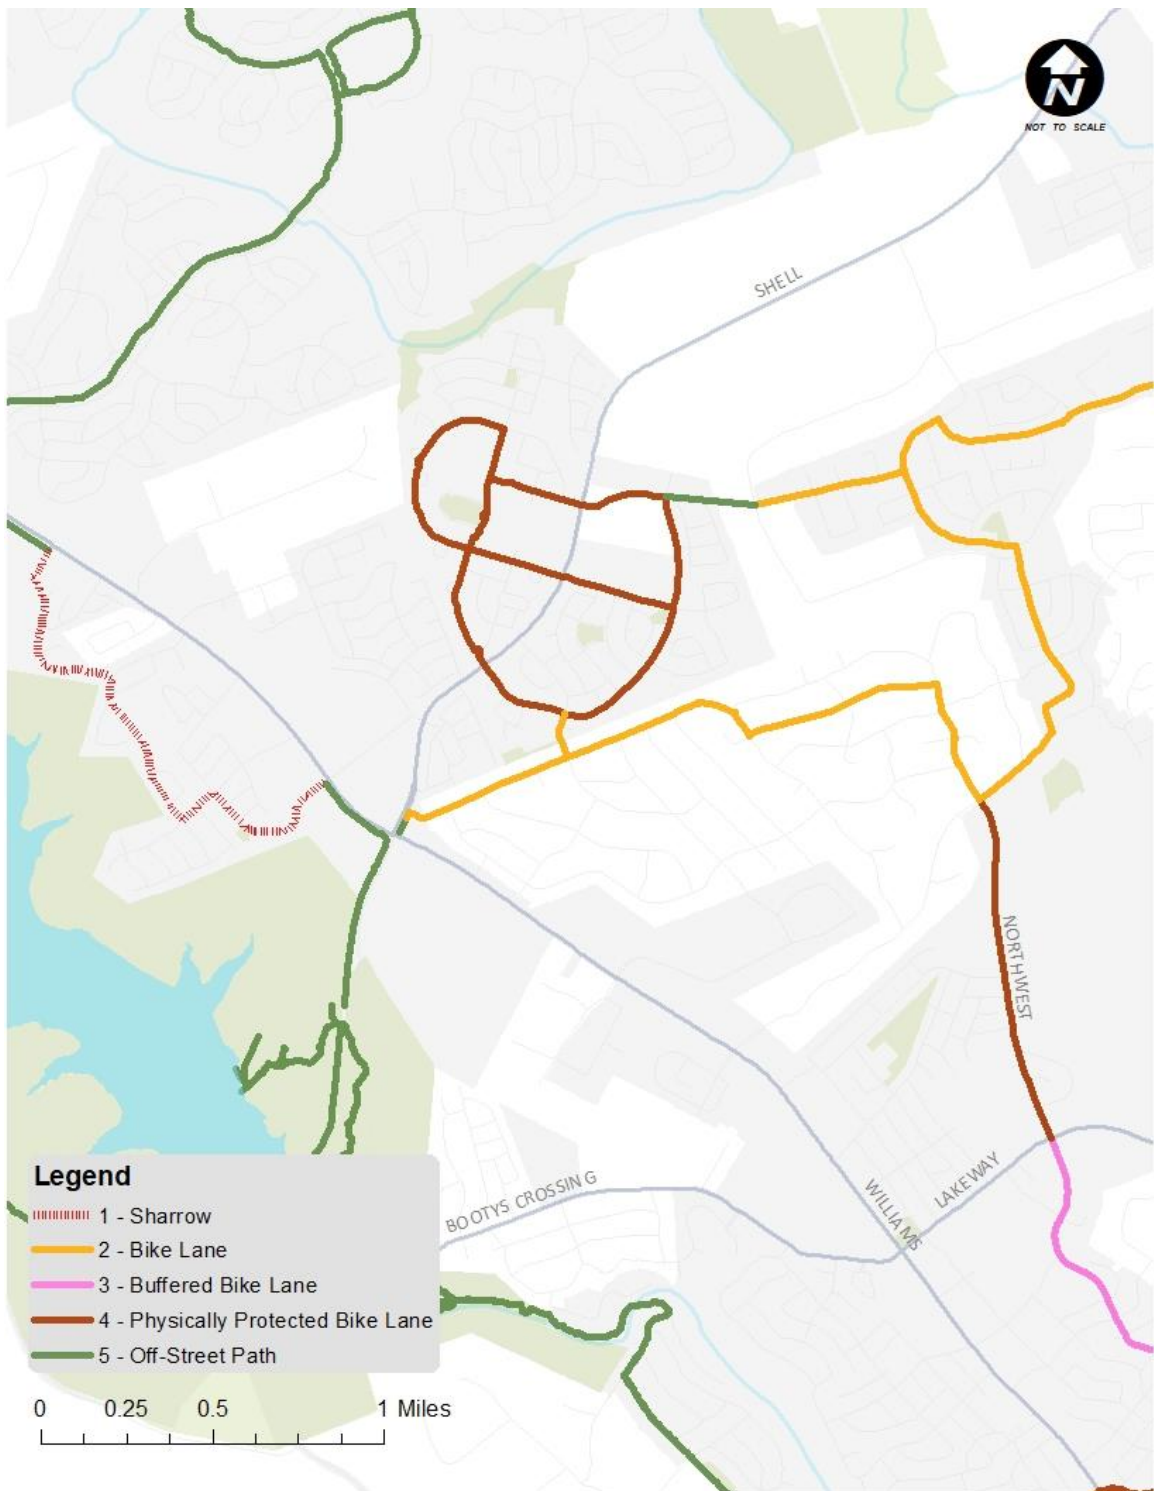 N
NOT TO SCALE
SHELL
NORTHWEST
LAKEWAY
WILLIAMS
BOOTYS CROSSING
Legend
1 - Sharrow
2 - Bike Lane
3 - Buffered Bike Lane
4 - Physically Protected Bike Lane
5 - Off-Street Path
0 0.25 0.5 1 Miles